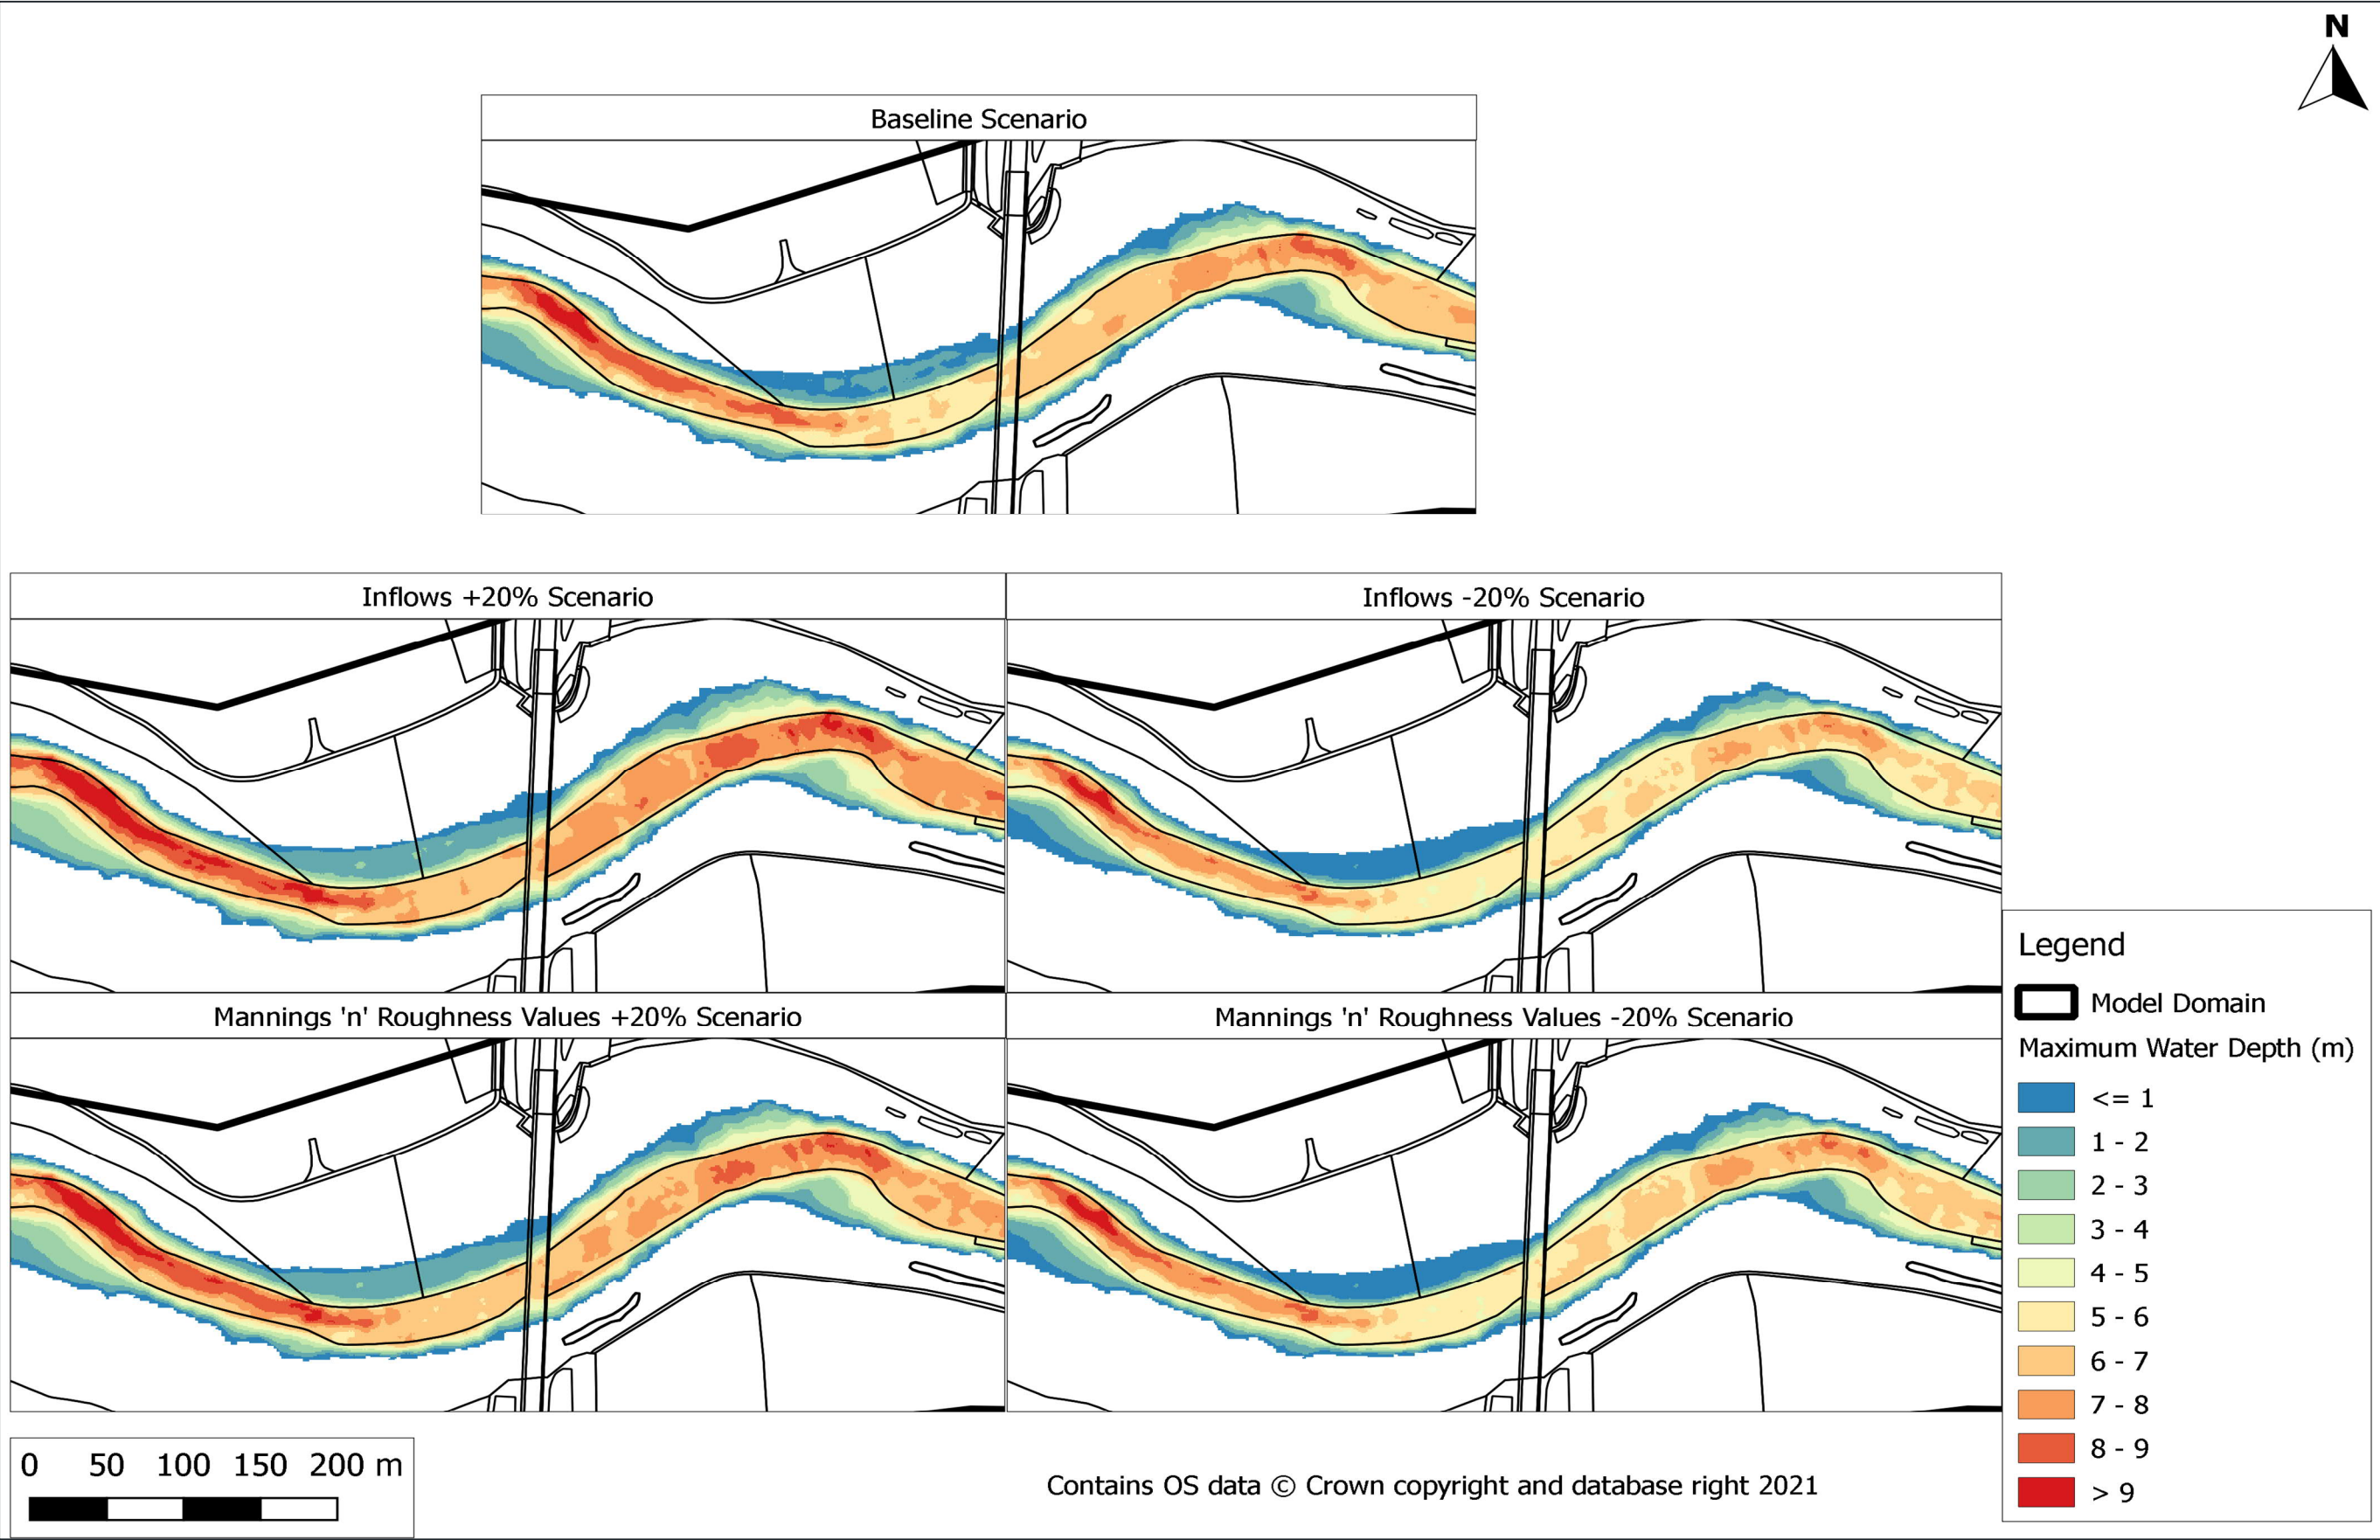 N
Baseline Scenario
Inflows +20% Scenario
Inflows -20% Scenario
Mannings 'n' Roughness Values +20% Scenario
Mannings 'n' Roughness Values -20% Scenario
Legend
Model Domain
Maximum Water Depth (m)
<= 1
1 - 2
2 - 3
3 - 4
4 - 5
5 - 6
6 - 7
7 - 8
8 - 9
> 9
0 50 100 150 200 m
Contains OS data © Crown copyright and database right 2021